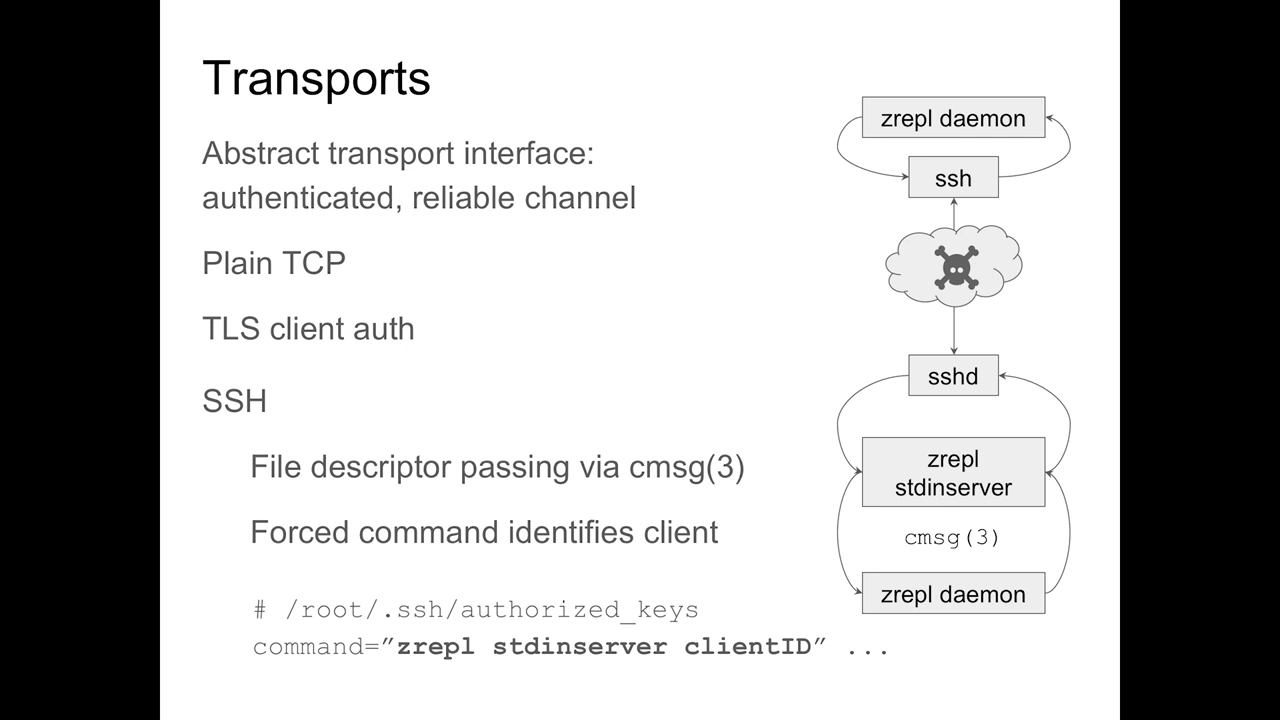 Transports
Abstract transport interface:
authenticated, reliable channel
Plain TCP
TLS client auth
SSH
File descriptor passing via cmsg(3)
Forced command identifies client
# /root/.ssh/authorized_keys
command=”zrepl stdinserver clientID” ...
zrepl daemon
ssh
sshd
zrepl
stdinserver
cmsg(3)
zrepl daemon